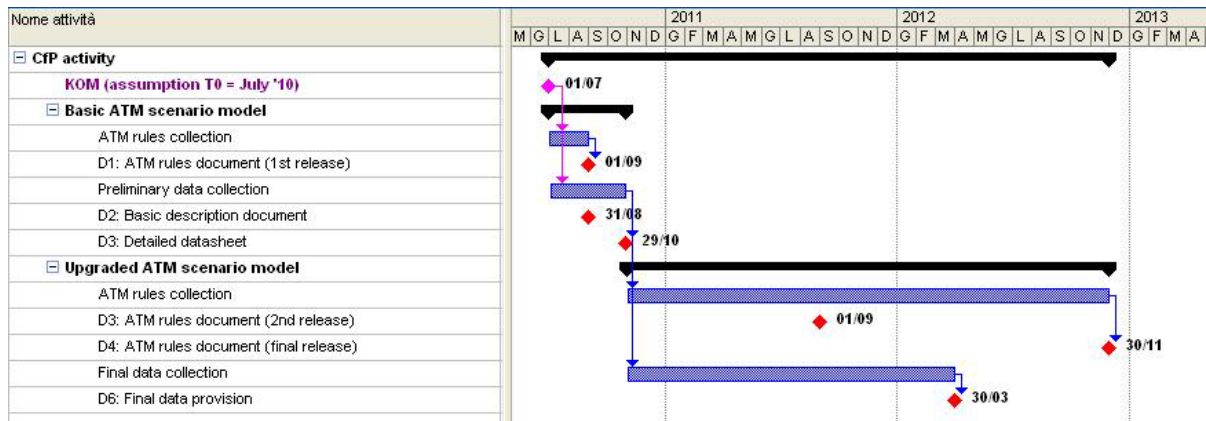 Nome attività
2011 2012 2013
M G L A S O N D G F M A M G L A S O N D G F M A M G L A S O N D G F M A
CfP activity
KOM (assumption T0 = July '10) 01/07
Basic ATM scenario model
ATM rules collection
D1: ATM rules document (1st release) 01/09
Preliminary data collection
D2: Basic description document 31/08
D3: Detailed datasheet 29/10
Upgraded ATM scenario model
ATM rules collection
D3: ATM rules document (2nd release) 01/09
D4: ATM rules document (final release) 30/11
Final data collection
D6: Final data provision 30/03